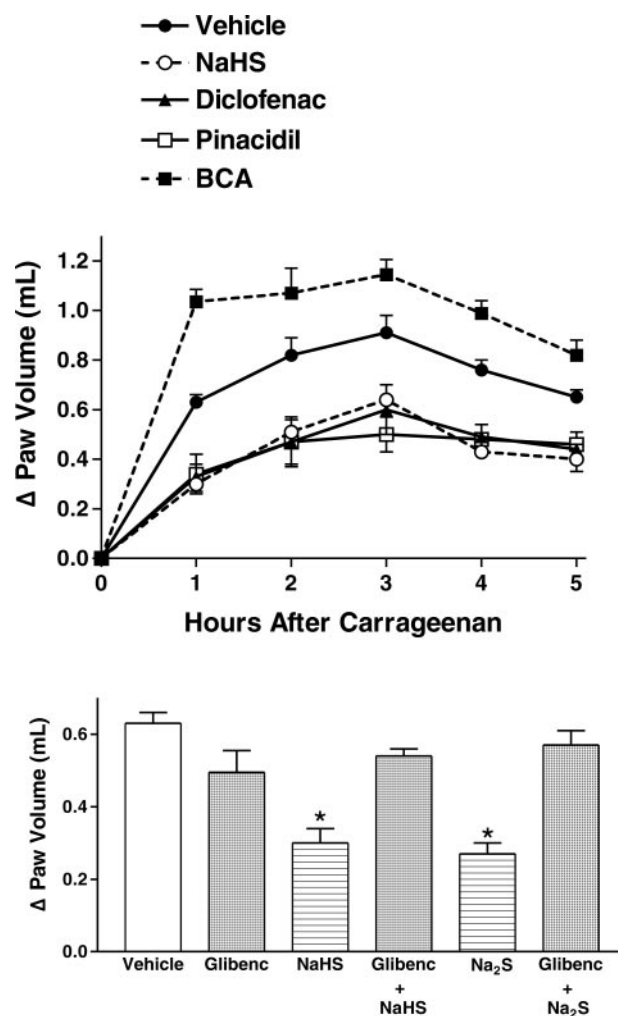 Vehicle
NaHS
Diclofenac
Pinacidil
BCA
Δ Paw Volume (mL)
1.2
1.0
0.8
0.6
0.4
0.2
0.0
0 1 2 3 4 5
Hours After Carrageenan
Δ Paw Volume (mL)
0.6
0.4
0.2
0.0
* *
Vehicle Glibenc NaHS Glibenc Na₂S Glibenc
+ +
NaHS Na₂S